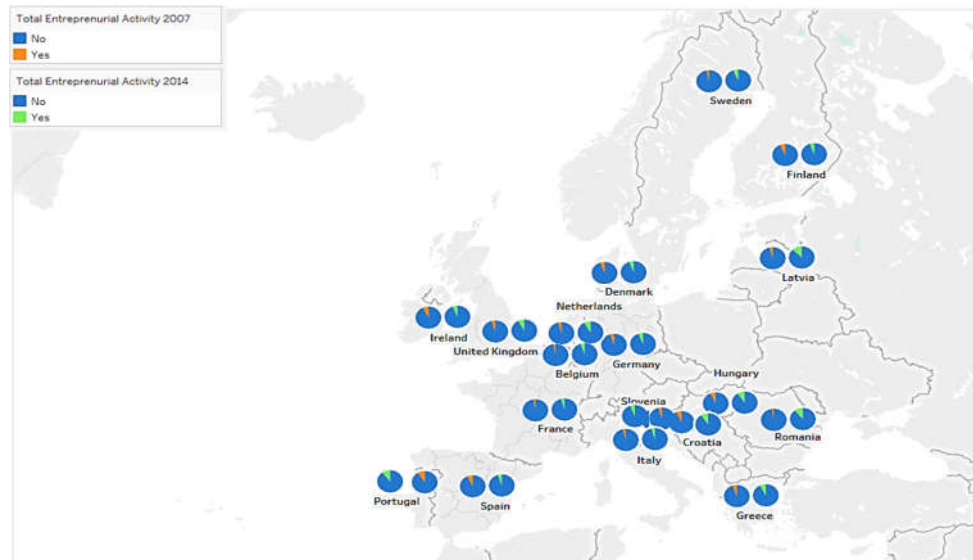 Total Entreprenurial Activity 2007
No
Yes
Total Entreprenurial Activity 2014
No
Yes
Sweden
Finland
Latvia
Denmark
Netherlands
Ireland
United Kingdom
Belgium
Germany
Hungary
Slovenia
France
Croatia
Romania
Italy
Portugal
Spain
Greece